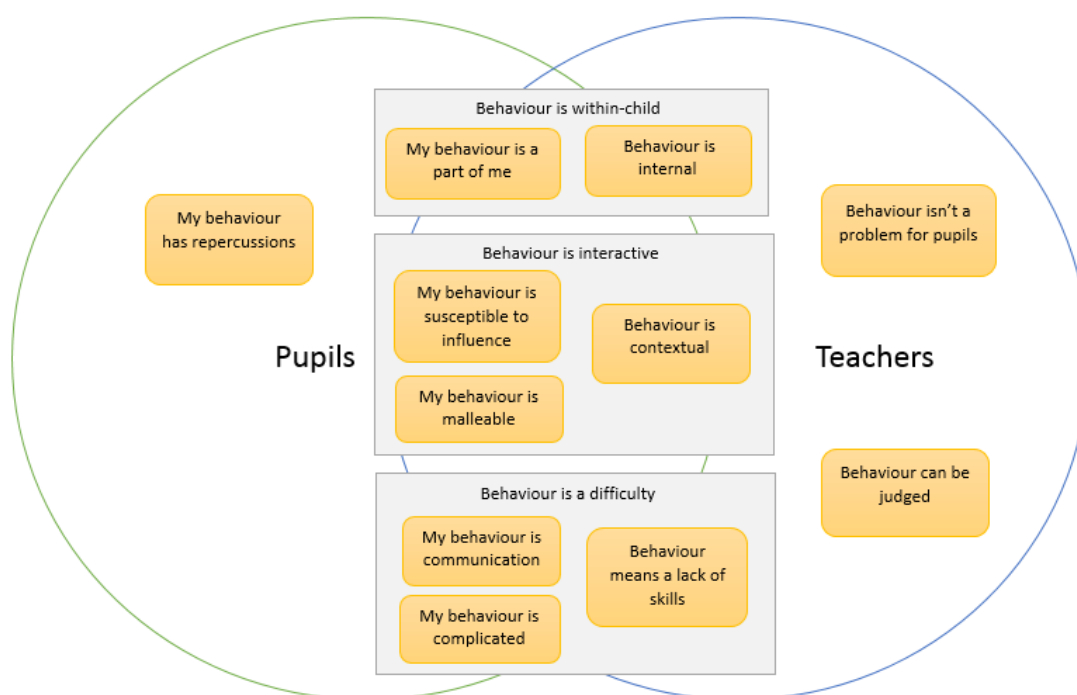 Behaviour is within-child
My behaviour is a
part of me
Behaviour is
internal
My behaviour
has repercussions
Behaviour isn’t a
problem for pupils
Behaviour is interactive
My behaviour is
susceptible to
influence
Behaviour is
contextual
Pupils
Teachers
My behaviour is
malleable
Behaviour can be
judged
Behaviour is a difficulty
My behaviour is
communication
Behaviour
means a lack of
skills
My behaviour is
complicated